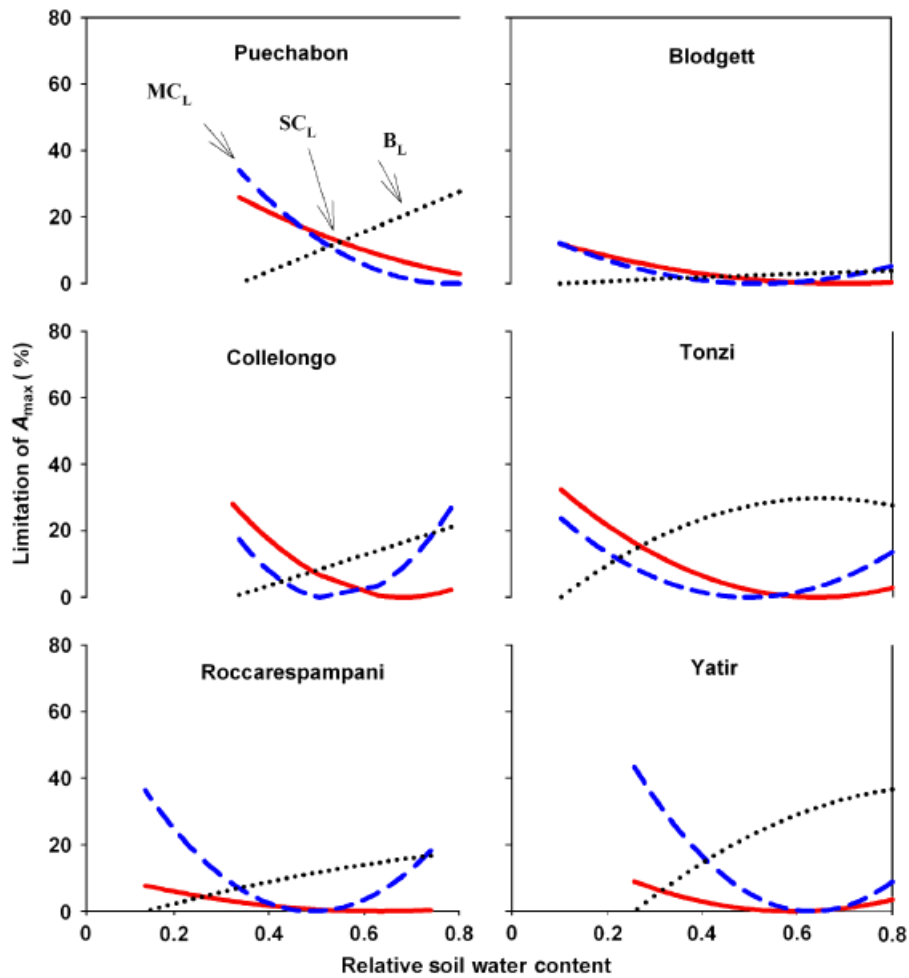 80
60
40
20
0
Puechabon
MC_L
SC_L
B_L
Blodgett
80
60
40
20
0
Collelongo
Tonzi
Limitation of A_max ( %)
80
60
40
20
0
Roccarespampani
Yatir
0 0.2 0.4 0.6 0.8 0 0.2 0.4 0.6 0.8
Relative soil water content